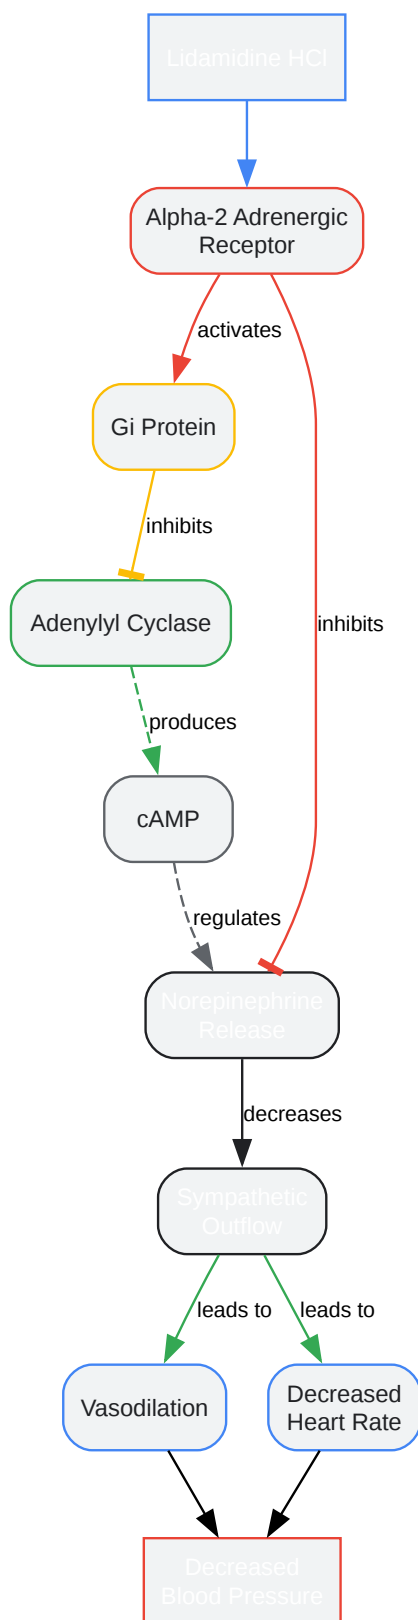 Lidamidine HCl
Alpha-2 Adrenergic
Receptor
activates
Gi Protein
inhibits
Adenylyl Cyclase
inhibits
produces
cAMP
regulates
Norepinephrine
Release
decreases
Sympathetic
Outflow
leads to
leads to
Vasodilation
Decreased
Heart Rate
Decreased
Blood Pressure